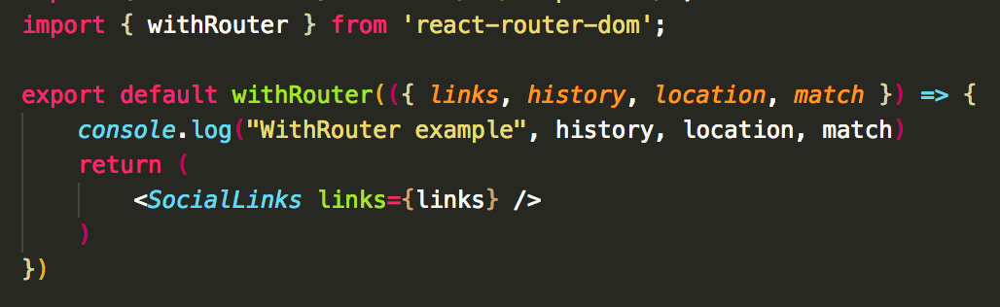 import { withRouter } from 'react-router-dom';
export default withRouter(({ links, history, location, match }) => {
    console.log("WithRouter example", history, location, match)
    return (
        <SocialLinks links={links} />
    )
})